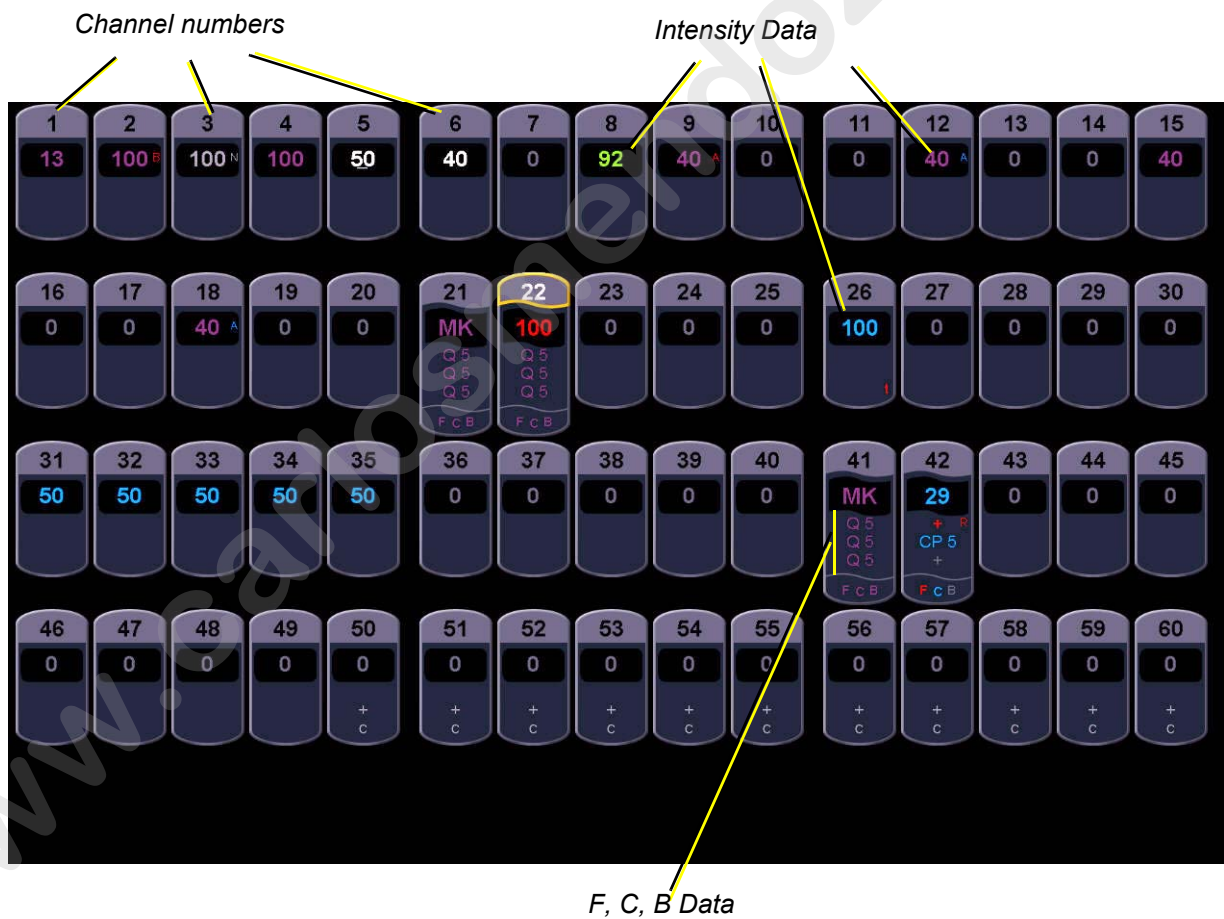 Channel numbers
Intensity Data
1 2 3 4 5 6 7 8 9 10 11 12 13 14 15
13 100 B 100 N 100 50 40 0 92 40 A 0 0 40 A 0 0 40
16 17 18 19 20 21 22 23 24 25 26 27 28 29 30
0 0 40 A 0 0 MK 100 0 0 0 100 0 0 0 0
Q 5 Q 5
Q 5 Q 5
Q 5 Q 5 t
F C B F C B
31 32 33 34 35 36 37 38 39 40 41 42 43 44 45
50 50 50 50 50 0 0 0 0 0 MK 29 0 0 0
Q 5 + R
Q 5 CP 5
Q 5 +
F C B F C B
46 47 48 49 50 51 52 53 54 55 56 57 58 59 60
0 0 0 0 0 0 0 0 0 0 0 0 0 0 0
+ + + + + + + + + + +
C C C C C C C C C C C
F, C, B Data